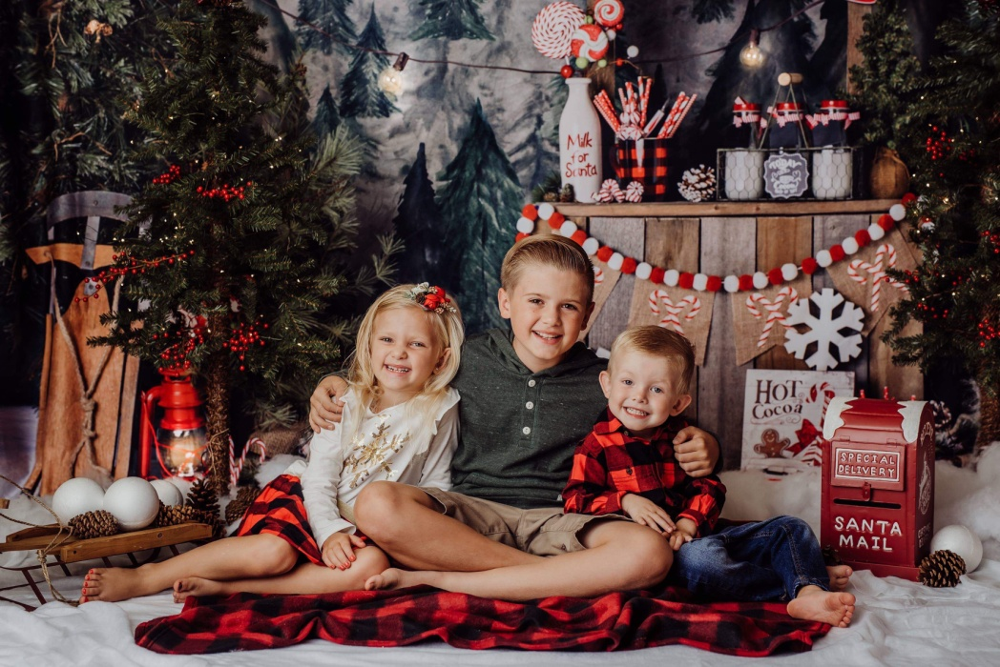 Milk
for
Santa
HOT
Cocoa
SPECIAL
DELIVERY
SANTA
MAIL